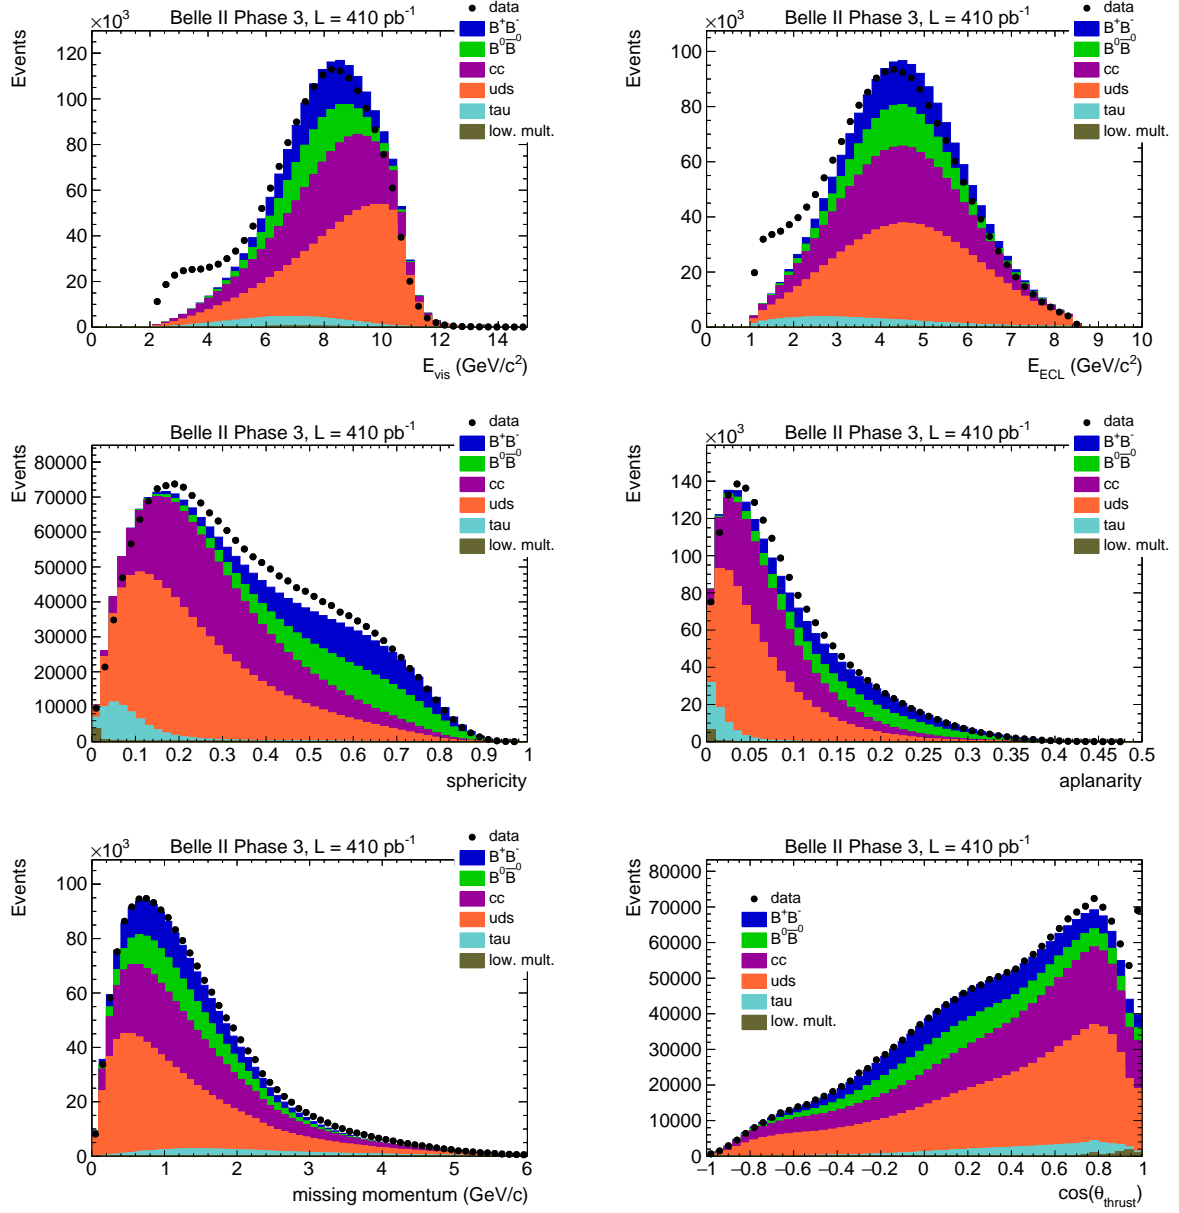 ×10³ Belle II Phase 3, L = 410 pb⁻¹
Events
data
B⁺B⁻
B⁰B̅⁰
cc
uds
tau
low. mult.
120
100
80
60
40
20
0
0 2 4 6 8 10 12 14
E_vis (GeV/c²)
×10³ Belle II Phase 3, L = 410 pb⁻¹
Events
data
B⁺B⁻
B⁰B̅⁰
cc
uds
tau
low. mult.
100
80
60
40
20
0
0 1 2 3 4 5 6 7 8 9 10
E_ECL (GeV/c²)
Belle II Phase 3, L = 410 pb⁻¹
Events
data
B⁺B⁻
B⁰B̅⁰
cc
uds
tau
low. mult.
80000
70000
60000
50000
40000
30000
20000
10000
0
0 0.1 0.2 0.3 0.4 0.5 0.6 0.7 0.8 0.9 1
sphericity
×10³ Belle II Phase 3, L = 410 pb⁻¹
Events
data
B⁺B⁻
B⁰B̅⁰
cc
uds
tau
low. mult.
140
120
100
80
60
40
20
0
0 0.05 0.1 0.15 0.2 0.25 0.3 0.35 0.4 0.45 0.5
aplanarity
×10³ Belle II Phase 3, L = 410 pb⁻¹
Events
data
B⁺B⁻
B⁰B̅⁰
cc
uds
tau
low. mult.
100
80
60
40
20
0
0 1 2 3 4 5 6
missing momentum (GeV/c)
Belle II Phase 3, L = 410 pb⁻¹
Events
data
B⁺B⁻
B⁰B̅⁰
cc
uds
tau
low. mult.
80000
70000
60000
50000
40000
30000
20000
10000
0
−1 −0.8 −0.6 −0.4 −0.2 0 0.2 0.4 0.6 0.8 1
cos(θ_thrust)